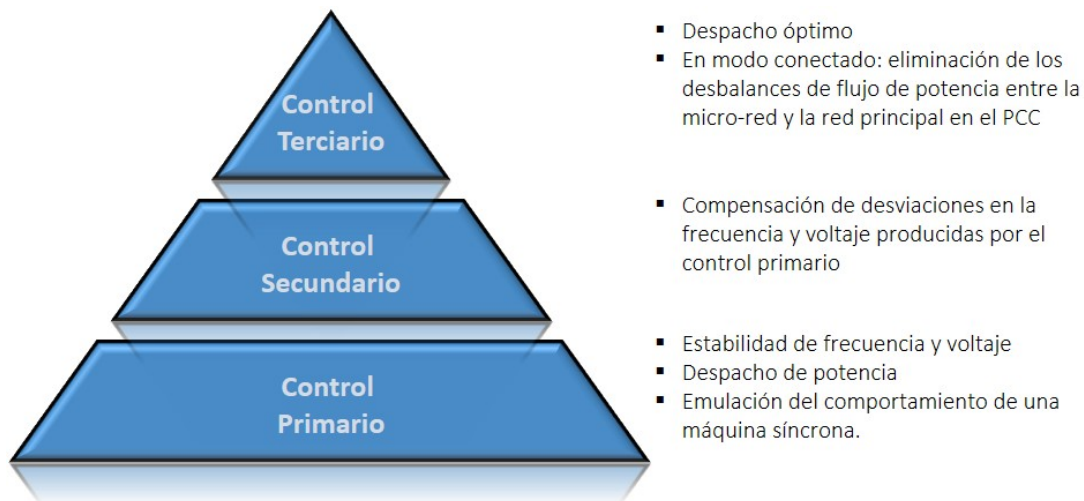 Control
Terciario
▪ Despacho óptimo
▪ En modo conectado: eliminación de los
desbalances de flujo de potencia entre la
micro-red y la red principal en el PCC
Control
Secundario
▪ Compensación de desviaciones en la
frecuencia y voltaje producidas por el
control primario
Control
Primario
▪ Estabilidad de frecuencia y voltaje
▪ Despacho de potencia
▪ Emulación del comportamiento de una
máquina síncrona.